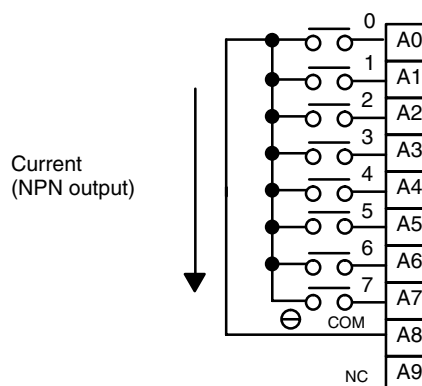 0
A0
1
A1
2
A2
3
A3
Current
(NPN output)
4
A4
5
A5
6
A6
7
A7
COM
A8
NC
A9